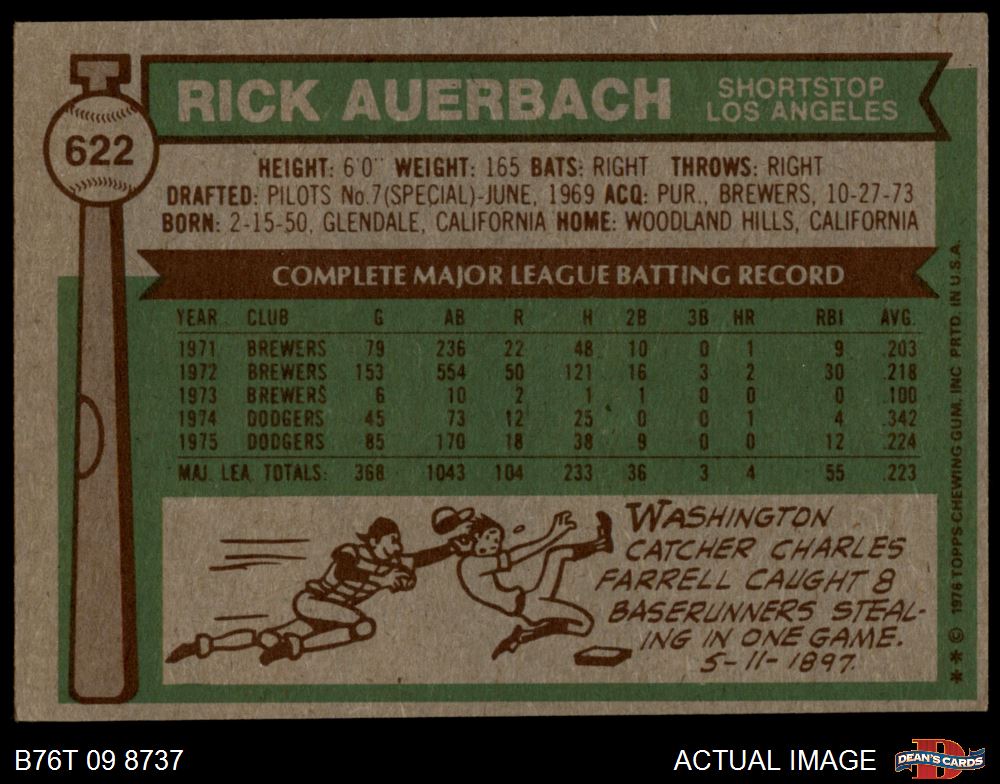 622
RICK AUERBACH
SHORTSTOP
LOS ANGELES
HEIGHT: 6'0" WEIGHT: 165 BATS: RIGHT THROWS: RIGHT
DRAFTED: PILOTS No.7(SPECIAL)-JUNE, 1969 ACQ: PUR., BREWERS, 10-27-73
BORN: 2-15-50, GLENDALE, CALIFORNIA HOME: WOODLAND HILLS, CALIFORNIA
COMPLETE MAJOR LEAGUE BATTING RECORD
YEAR CLUB G AB R H 2B 3B HR RBI AVG.
1971 BREWERS 79 236 22 48 10 0 1 9 .203
1972 BREWERS 153 554 50 121 16 3 2 30 .218
1973 BREWERS 6 10 2 1 1 0 0 0 .100
1974 DODGERS 45 73 12 25 0 0 1 4 .342
1975 DODGERS 85 170 18 38 9 0 0 12 .224
MAJ. LEA. TOTALS: 368 1043 104 233 36 3 4 55 .223
WASHINGTON
CATCHER CHARLES
FARRELL CAUGHT 8
BASERUNNERS STEAL-
ING IN ONE GAME.
5-11-1897.
* * © 1976 TOPPS CHEWING GUM, INC PRTD. IN U.S.A.
B76T 09 8737
ACTUAL IMAGE
DEAN'S CARDS